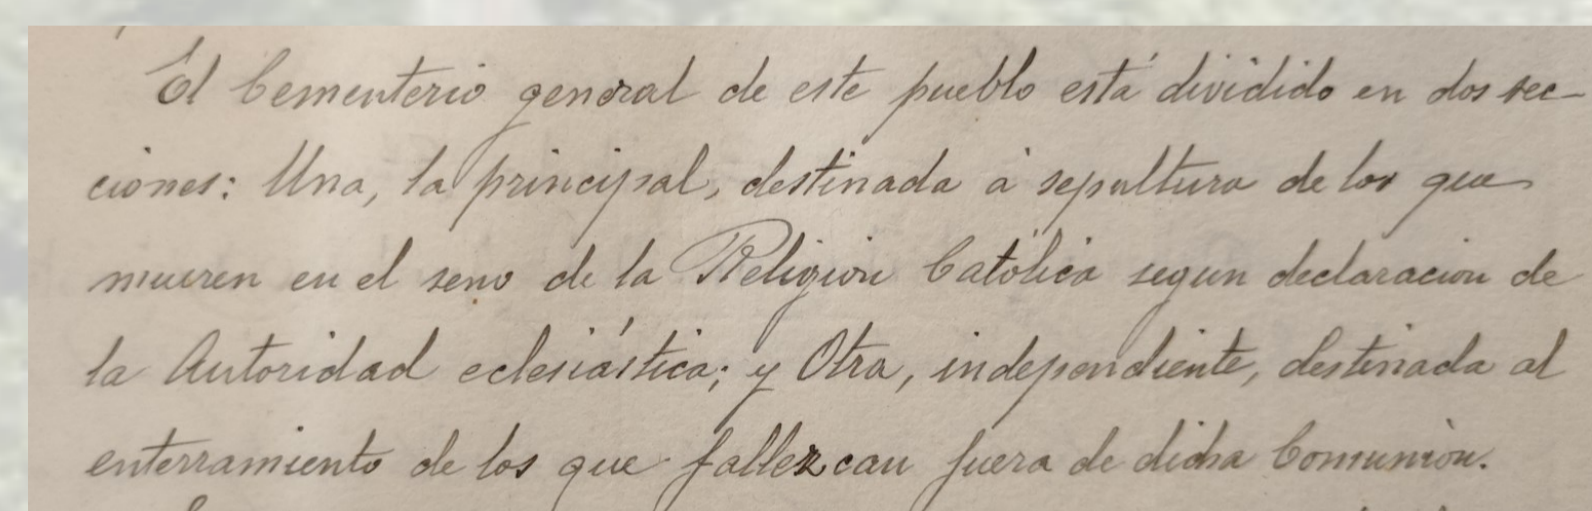 El Cementerio general de este pueblo está dividido en dos sec-
ciones: Una, la principal, destinada á sepultura de los que
mueren en el seno de la Religion Católica segun declaracion de
la Autoridad eclesiástica; y Otra, independiente, destinada al
enterramiento de los que fallezcan fuera de dicha Comunión.